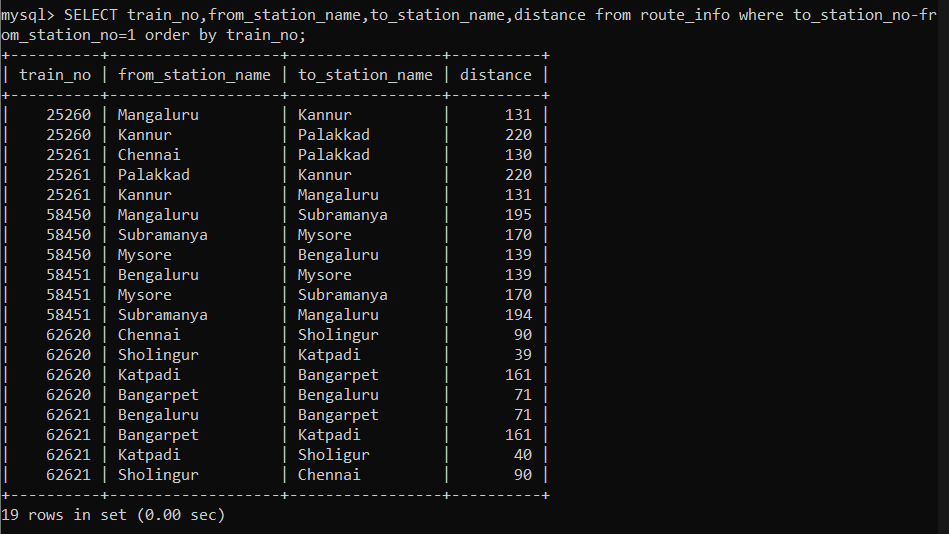 mysql> SELECT train_no,from_station_name,to_station_name,distance from route_info where to_station_no-fr
om_station_no=1 order by train_no;
+----------+-------------------+-----------------+----------+
| train_no | from_station_name | to_station_name | distance |
+----------+-------------------+-----------------+----------+
|    25260 | Mangaluru         | Kannur          |      131 |
|    25260 | Kannur            | Palakkad        |      220 |
|    25261 | Chennai           | Palakkad        |      130 |
|    25261 | Palakkad          | Kannur          |      220 |
|    25261 | Kannur            | Mangaluru       |      131 |
|    58450 | Mangaluru         | Subramanya      |      195 |
|    58450 | Subramanya        | Mysore          |      170 |
|    58450 | Mysore            | Bengaluru       |      139 |
|    58451 | Bengaluru         | Mysore          |      139 |
|    58451 | Mysore            | Subramanya      |      170 |
|    58451 | Subramanya        | Mangaluru       |      194 |
|    62620 | Chennai           | Sholingur       |       90 |
|    62620 | Sholingur         | Katpadi         |       39 |
|    62620 | Katpadi           | Bangarpet       |      161 |
|    62620 | Bangarpet         | Bengaluru       |       71 |
|    62621 | Bengaluru         | Bangarpet       |       71 |
|    62621 | Bangarpet         | Katpadi         |      161 |
|    62621 | Katpadi           | Sholigur        |       40 |
|    62621 | Sholingur         | Chennai         |       90 |
+----------+-------------------+-----------------+----------+
19 rows in set (0.00 sec)